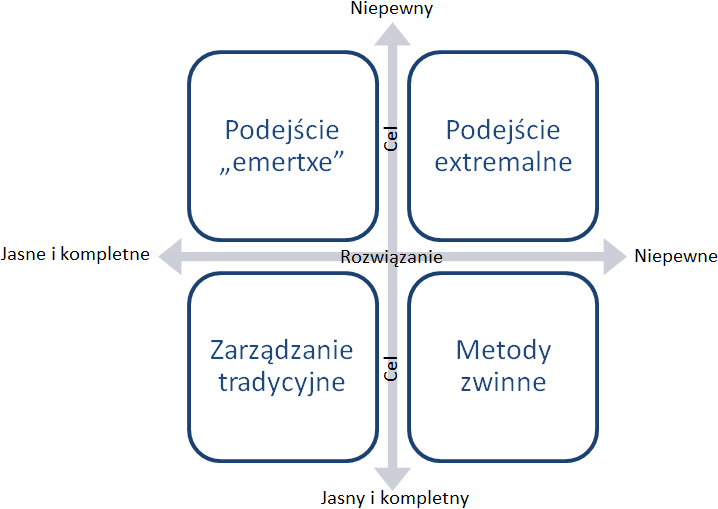 Niepewny
Podejście
„emertxe”
Cel
Podejście
extremalne
Jasne i kompletne
Rozwiązanie
Niepewne
Zarządzanie
tradycyjne
Cel
Metody
zwinne
Jasny i kompletny